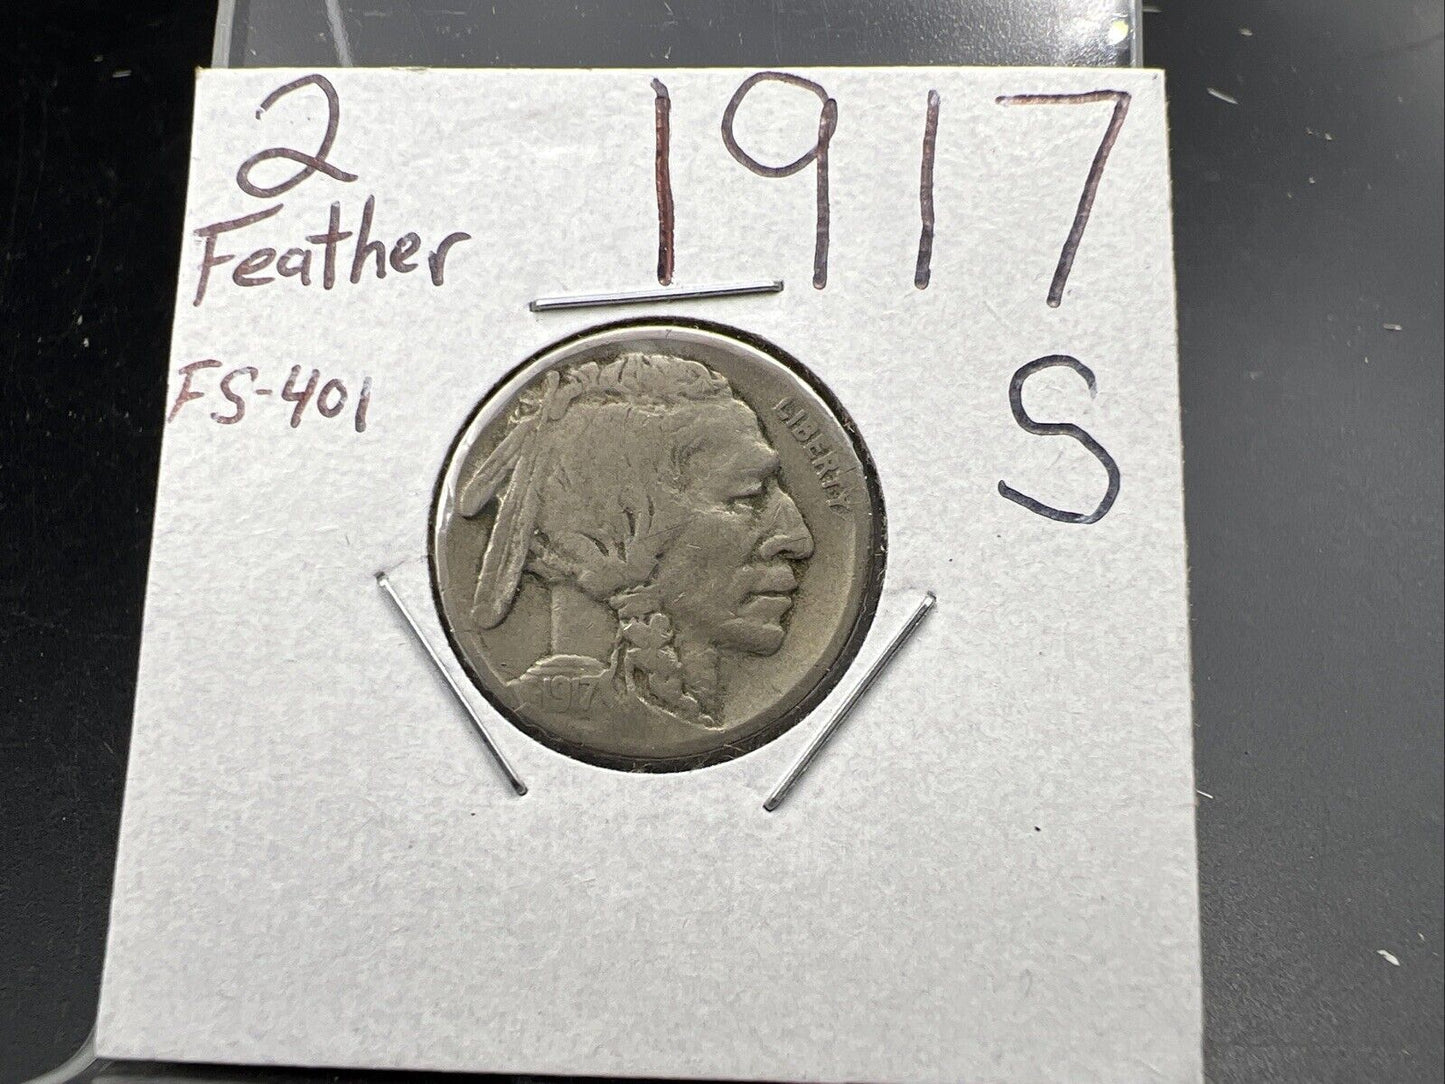 2 1917
Feather
FS-401
S
LIBERTY
1917